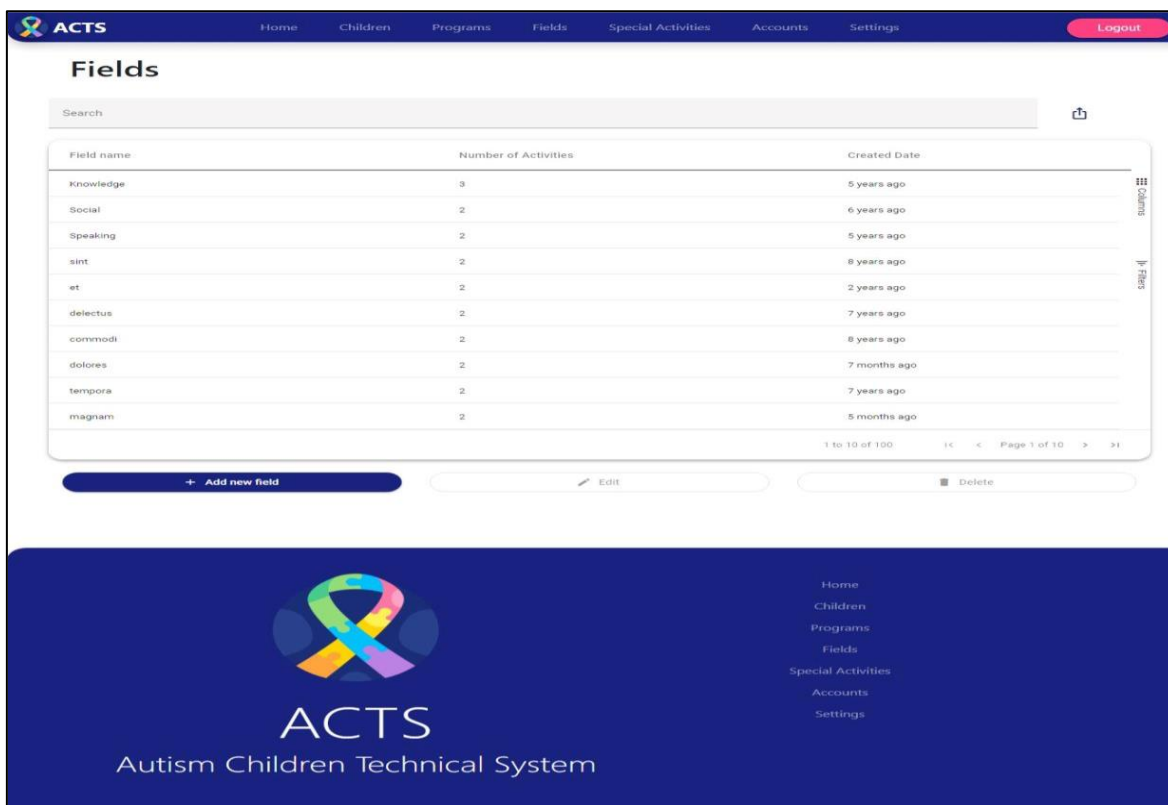 ACTS Home Children Programs Fields Special Activities Accounts Settings Logout
Fields
Search
Field name Number of Activities Created Date
Knowledge 3 5 years ago
Social 2 6 years ago
Speaking 2 5 years ago
sint 2 8 years ago
et 2 2 years ago
delectus 2 7 years ago
commodi 2 8 years ago
dolores 2 7 months ago
tempora 2 7 years ago
magnam 2 5 months ago
Columns
Filters
1 to 10 of 100 Page 1 of 10
+ Add new field Edit Delete
ACTS
Autism Children Technical System
Home
Children
Programs
Fields
Special Activities
Accounts
Settings